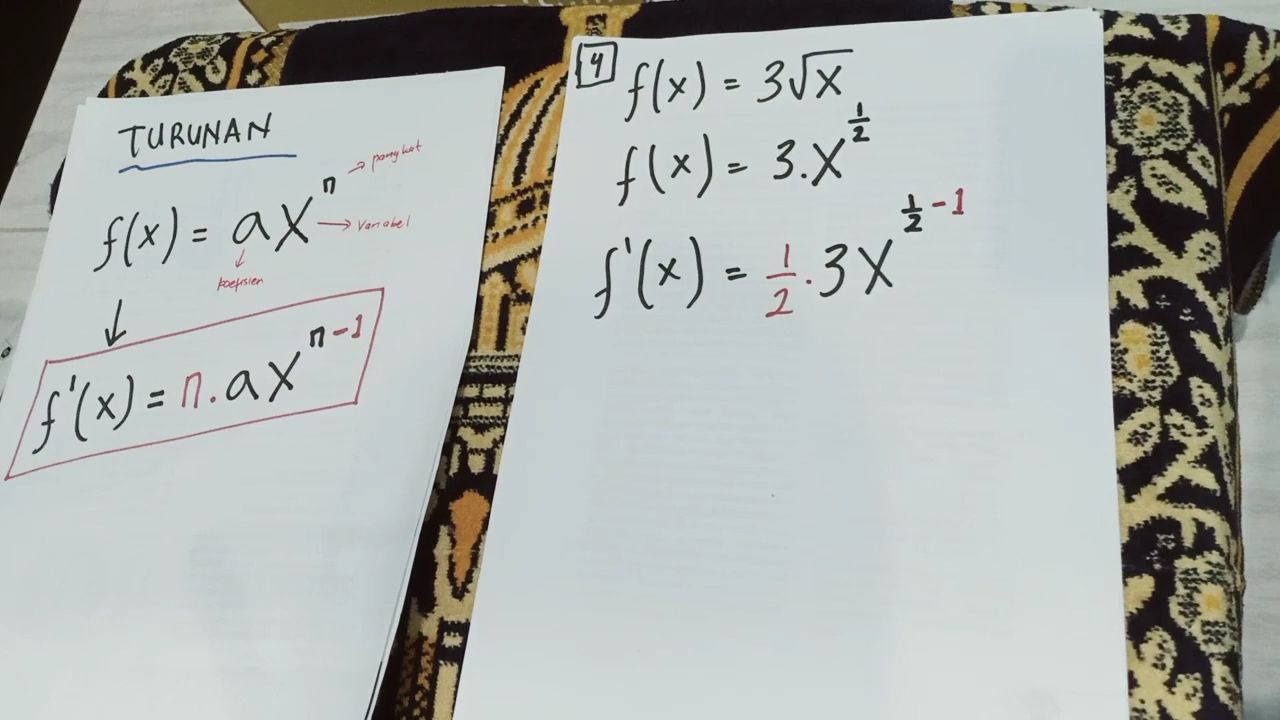 TURUNAN
f(x) = ax^n → pangkat
→ variabel
↓ koefisien
↓
f'(x) = n . ax^{n-1}
4
f(x) = 3√x
f(x) = 3.x^{1/2}
f'(x) = 1/2 . 3x^{1/2 - 1}